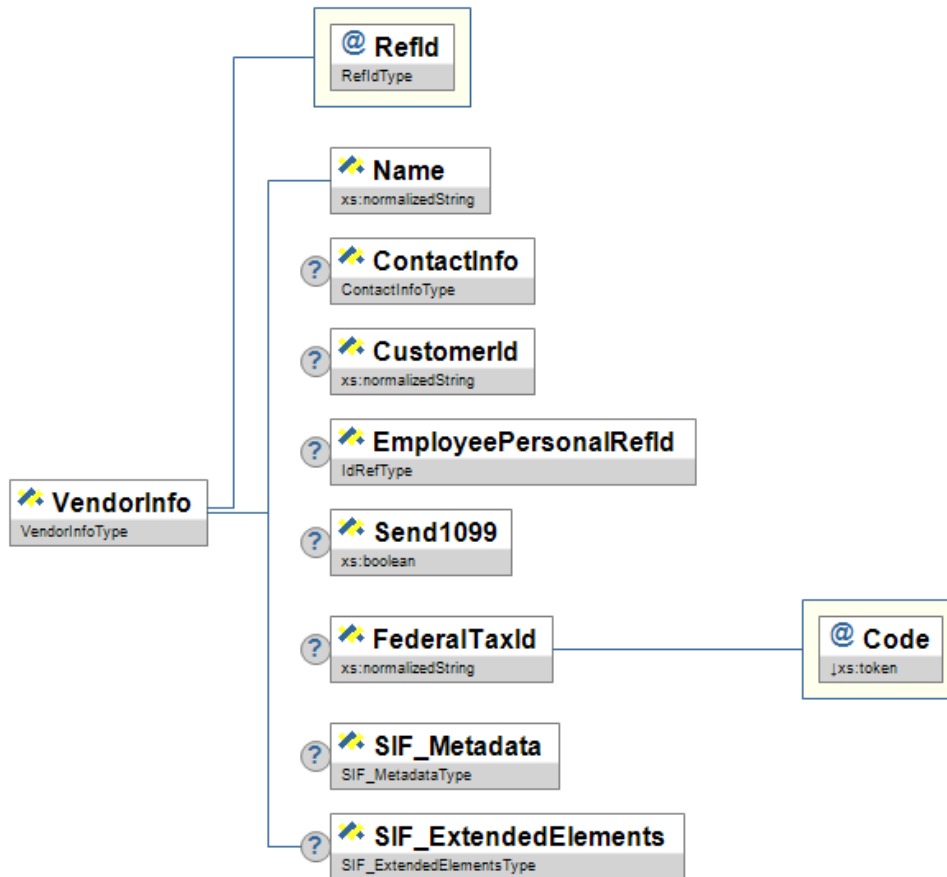 @ RefId
RefIdType
Name
xs:normalizedString
? ContactInfo
ContactInfoType
? CustomerId
xs:normalizedString
? EmployeePersonalRefId
IdRefType
VendorInfo
VendorInfoType
? Send1099
xs:boolean
? FederalTaxId
xs:normalizedString
@ Code
↓xs:token
? SIF_Metadata
SIF_MetadataType
? SIF_ExtendedElements
SIF_ExtendedElementsType